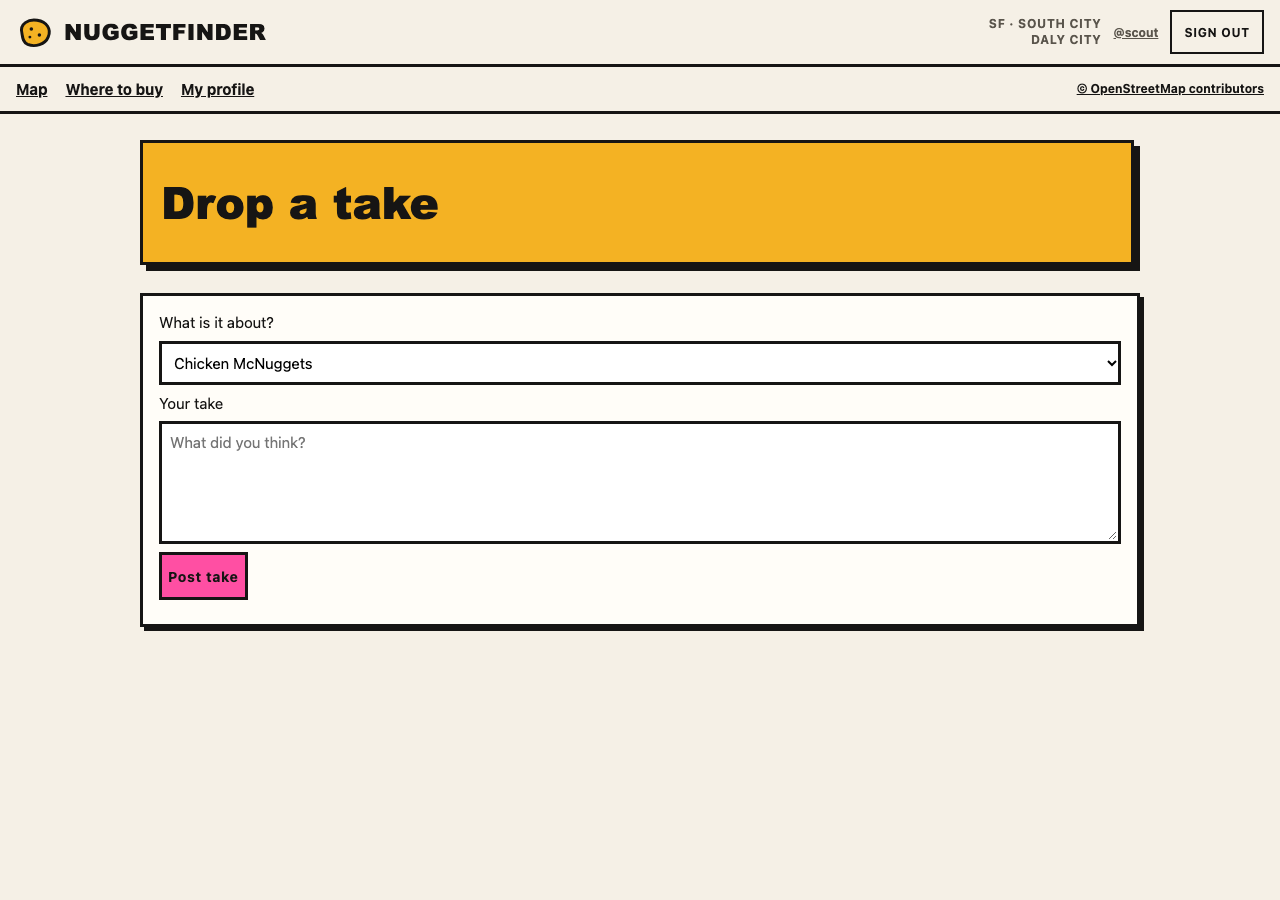 NUGGETFINDER
SF · SOUTH CITY
DALY CITY
@scout
SIGN OUT
Map
Where to buy
My profile
© OpenStreetMap contributors
Drop a take
What is it about?
Chicken McNuggets
Your take
What did you think?
Post take